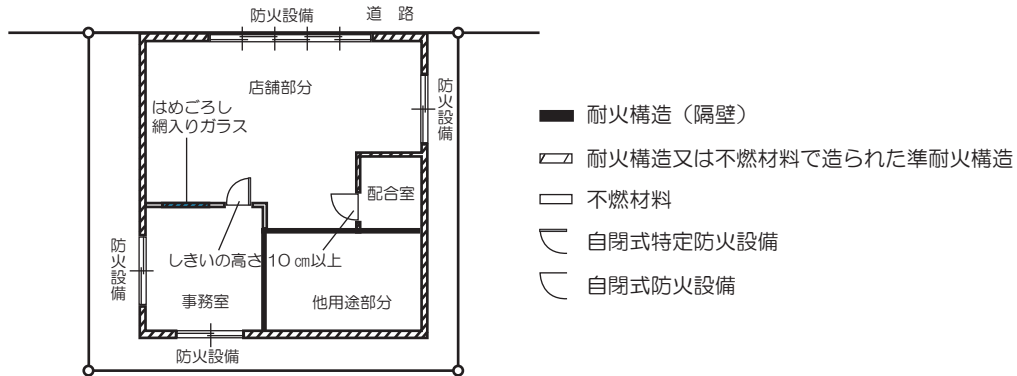 防火設備
道路
店舗部分
防火設備
はめごろし
網入りガラス
配合室
防火設備
しきいの高さ10㎝以上
事務室
他用途部分
防火設備
耐火構造（隔壁）
耐火構造又は不燃材料で造られた準耐火構造
不燃材料
自閉式特定防火設備
自閉式防火設備